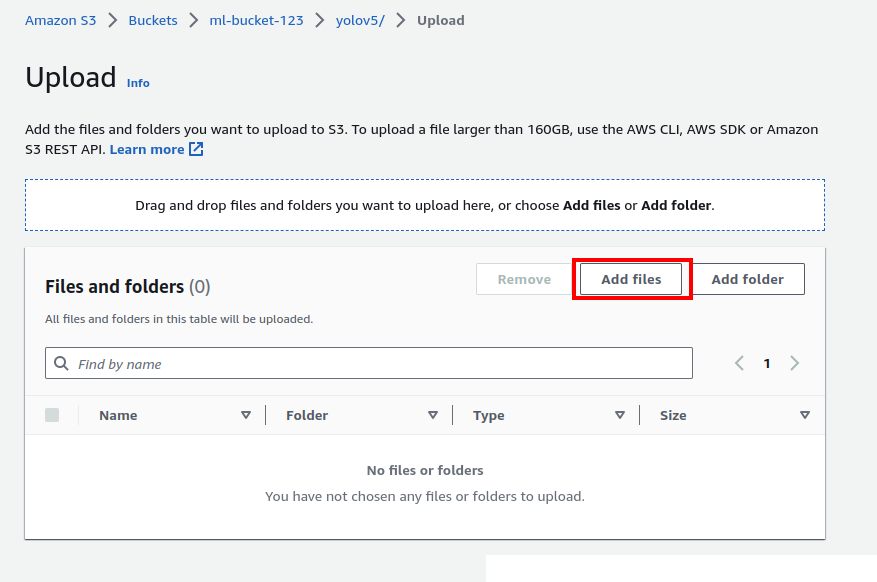 Amazon S3 > Buckets > ml-bucket-123 > yolov5/ > Upload
Upload Info
Add the files and folders you want to upload to S3. To upload a file larger than 160GB, use the AWS CLI, AWS SDK or Amazon
S3 REST API. Learn more
Drag and drop files and folders you want to upload here, or choose Add files or Add folder.
Files and folders (0)
Remove Add files Add folder
All files and folders in this table will be uploaded.
Find by name
< 1 >
Name Folder Type Size
No files or folders
You have not chosen any files or folders to upload.